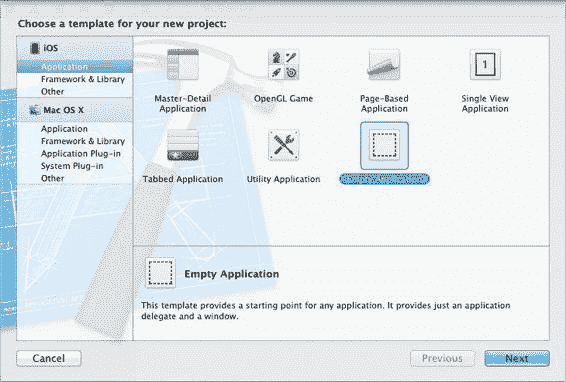 Choose a template for your new project:
iOS
Application
Framework & Library
Other
Mac OS X
Application
Framework & Library
Application Plug-in
System Plug-in
Other
Master-Detail
Application
OpenGL Game
Page-Based
Application
1
Single View
Application
Tabbed Application
Utility Application
Empty Application
This template provides a starting point for any application. It provides just an application
delegate and a window.
Cancel
Previous
Next